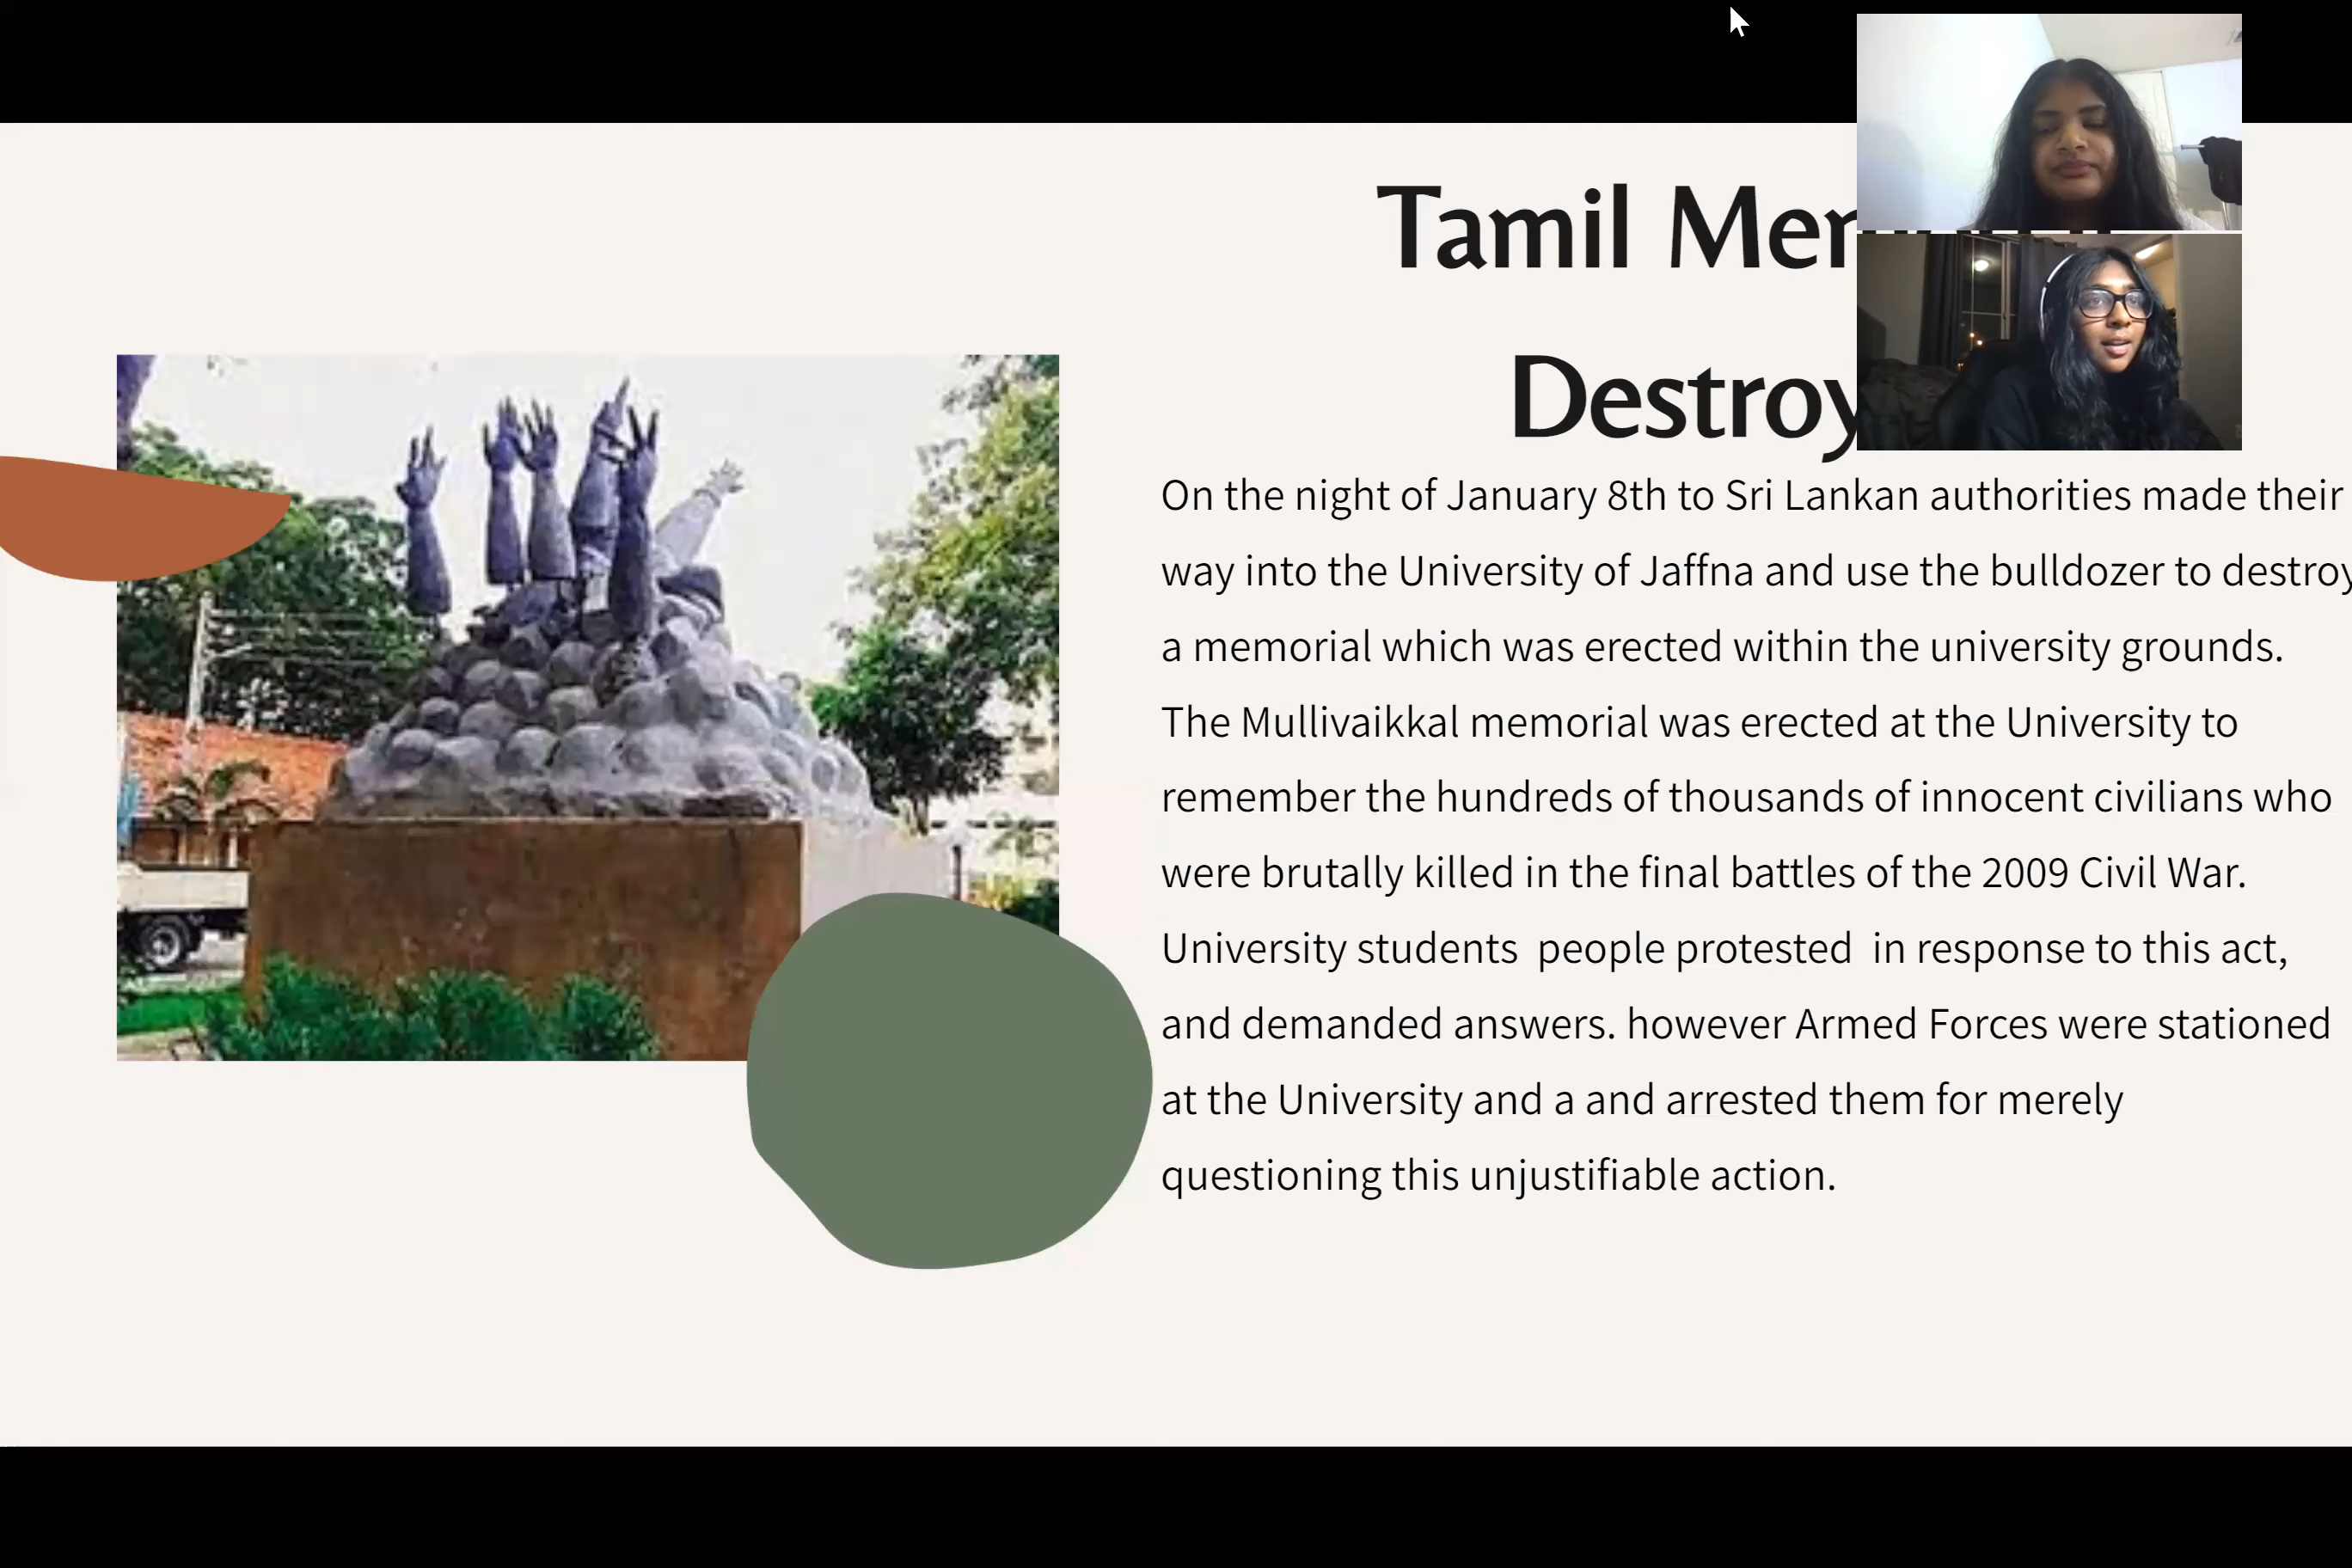 Tamil
Destroy
On the night of January 8th to Sri Lankan authorities made their
way into the University of Jaffna and use the bulldozer to destroy
a memorial which was erected within the university grounds.
The Mullivaikkal memorial was erected at the University to
remember the hundreds of thousands of innocent civilians who
were brutally killed in the final battles of the 2009 Civil War.
University students  people protested  in response to this act,
and demanded answers. however Armed Forces were stationed
at the University and a and arrested them for merely
questioning this unjustifiable action.